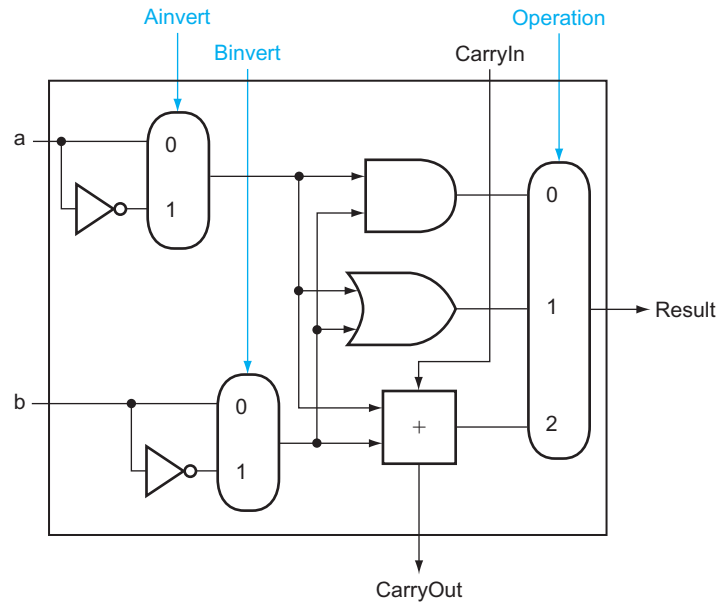 Ainvert
Operation
Binvert
CarryIn
a
0
1
0
1
Result
b
0
1
+
2
CarryOut